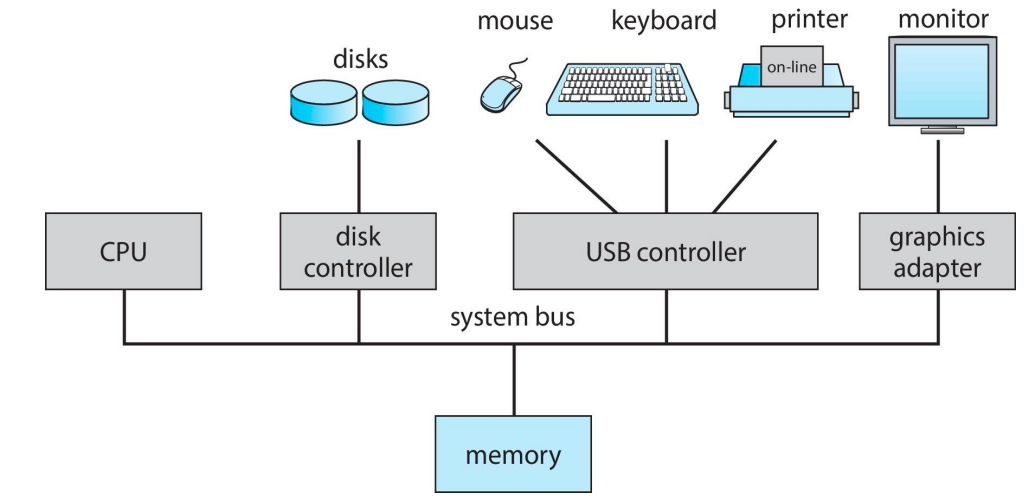 mouse
keyboard
printer
monitor
disks
on-line
CPU
disk
controller
USB controller
graphics
adapter
system bus
memory